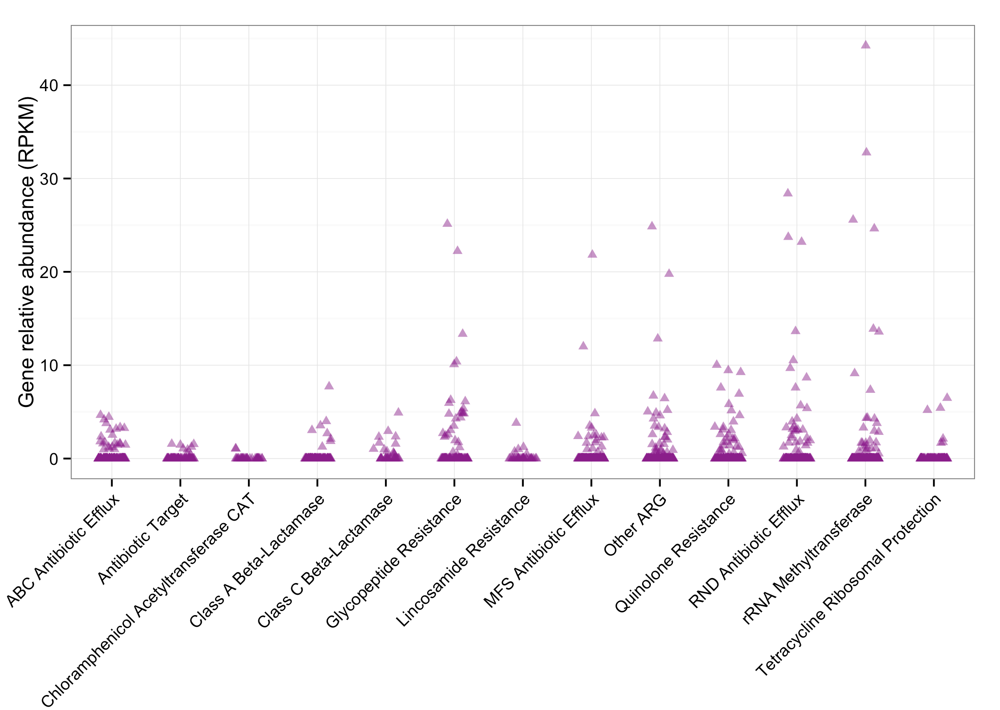 Gene relative abundance (RPKM)
40
30
20
10
0
ABC Antibiotic Efflux
Antibiotic Target
Chloramphenicol Acetyltransferase CAT
Class A Beta-Lactamase
Class C Beta-Lactamase
Glycopeptide Resistance
Lincosamide Resistance
MFS Antibiotic Efflux
Other ARG
Quinolone Resistance
RND Antibiotic Efflux
rRNA Methyltransferase
Tetracycline Ribosomal Protection